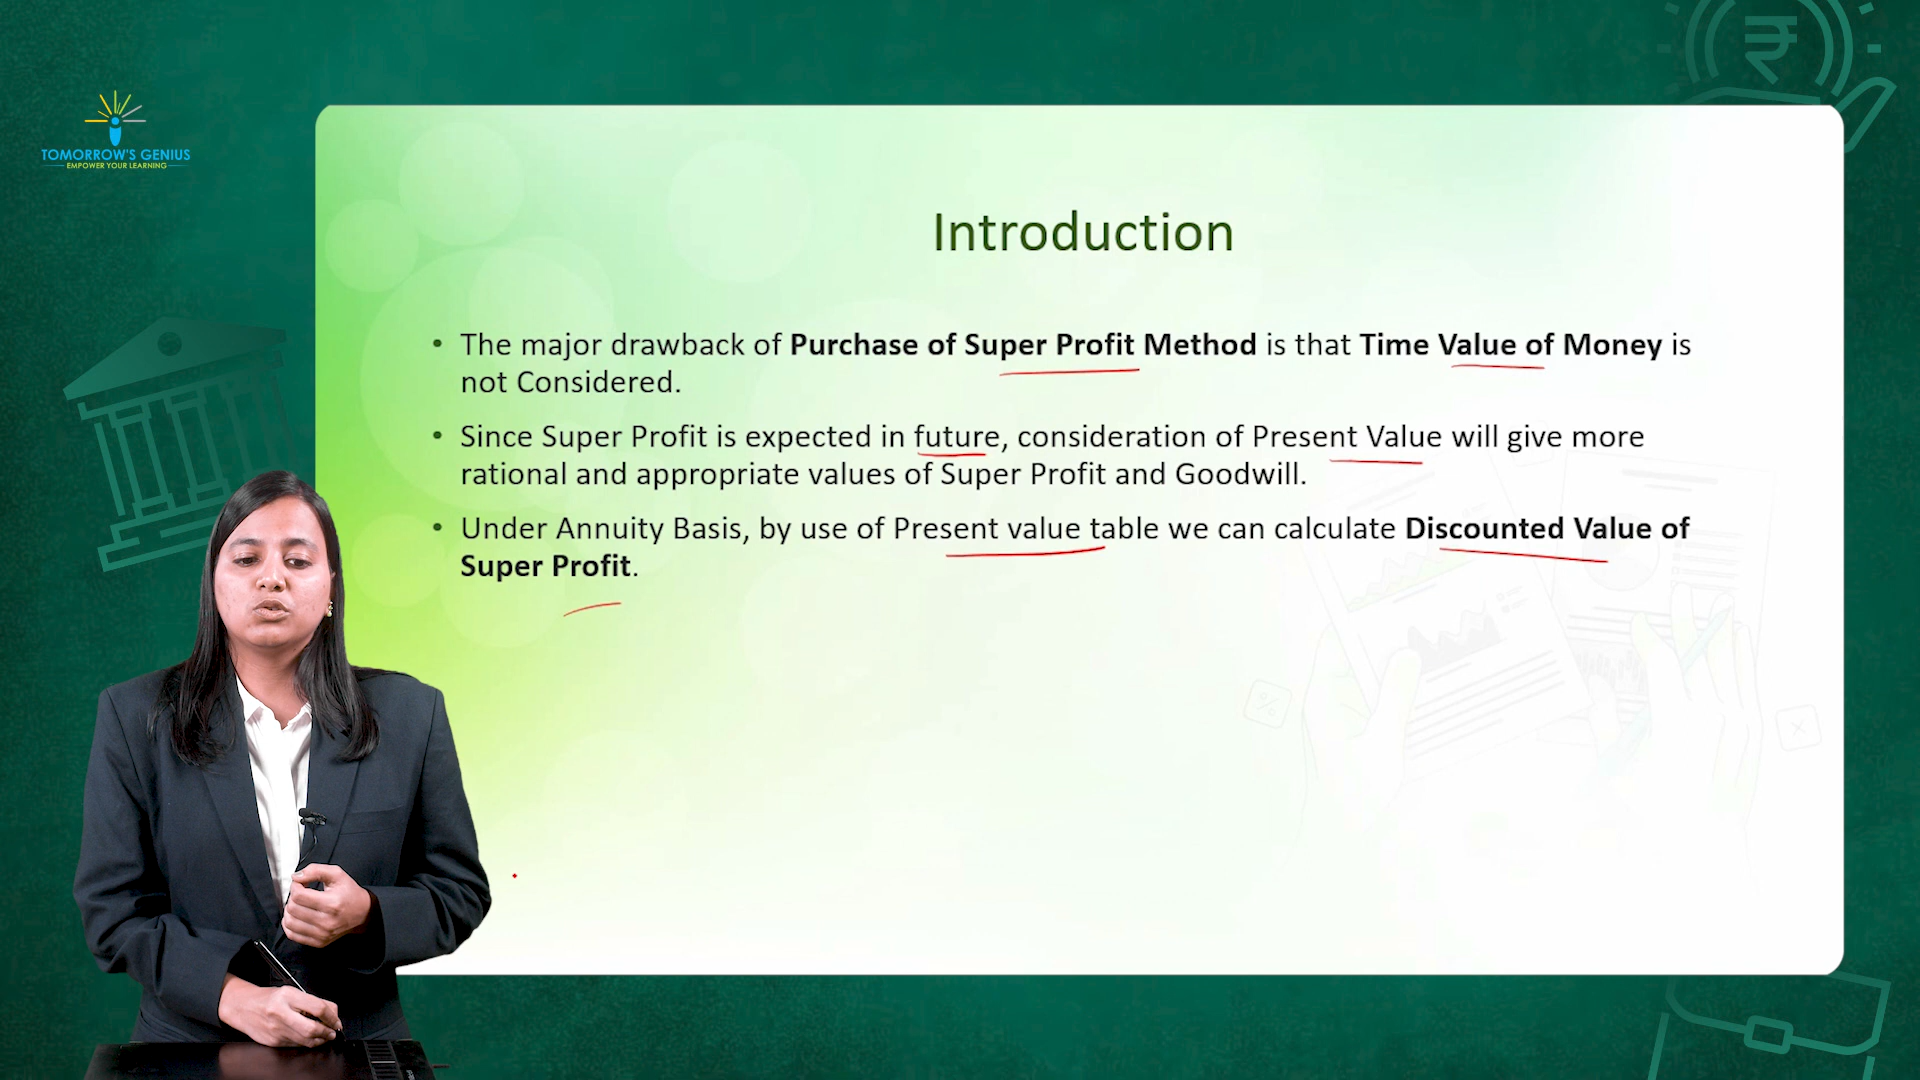 TOMORROW'S GENIUS
EMPOWER YOUR LEARNING
Introduction
• The major drawback of Purchase of Super Profit Method is that Time Value of Money is
not Considered.
• Since Super Profit is expected in future, consideration of Present Value will give more
rational and appropriate values of Super Profit and Goodwill.
• Under Annuity Basis, by use of Present value table we can calculate Discounted Value of
Super Profit.